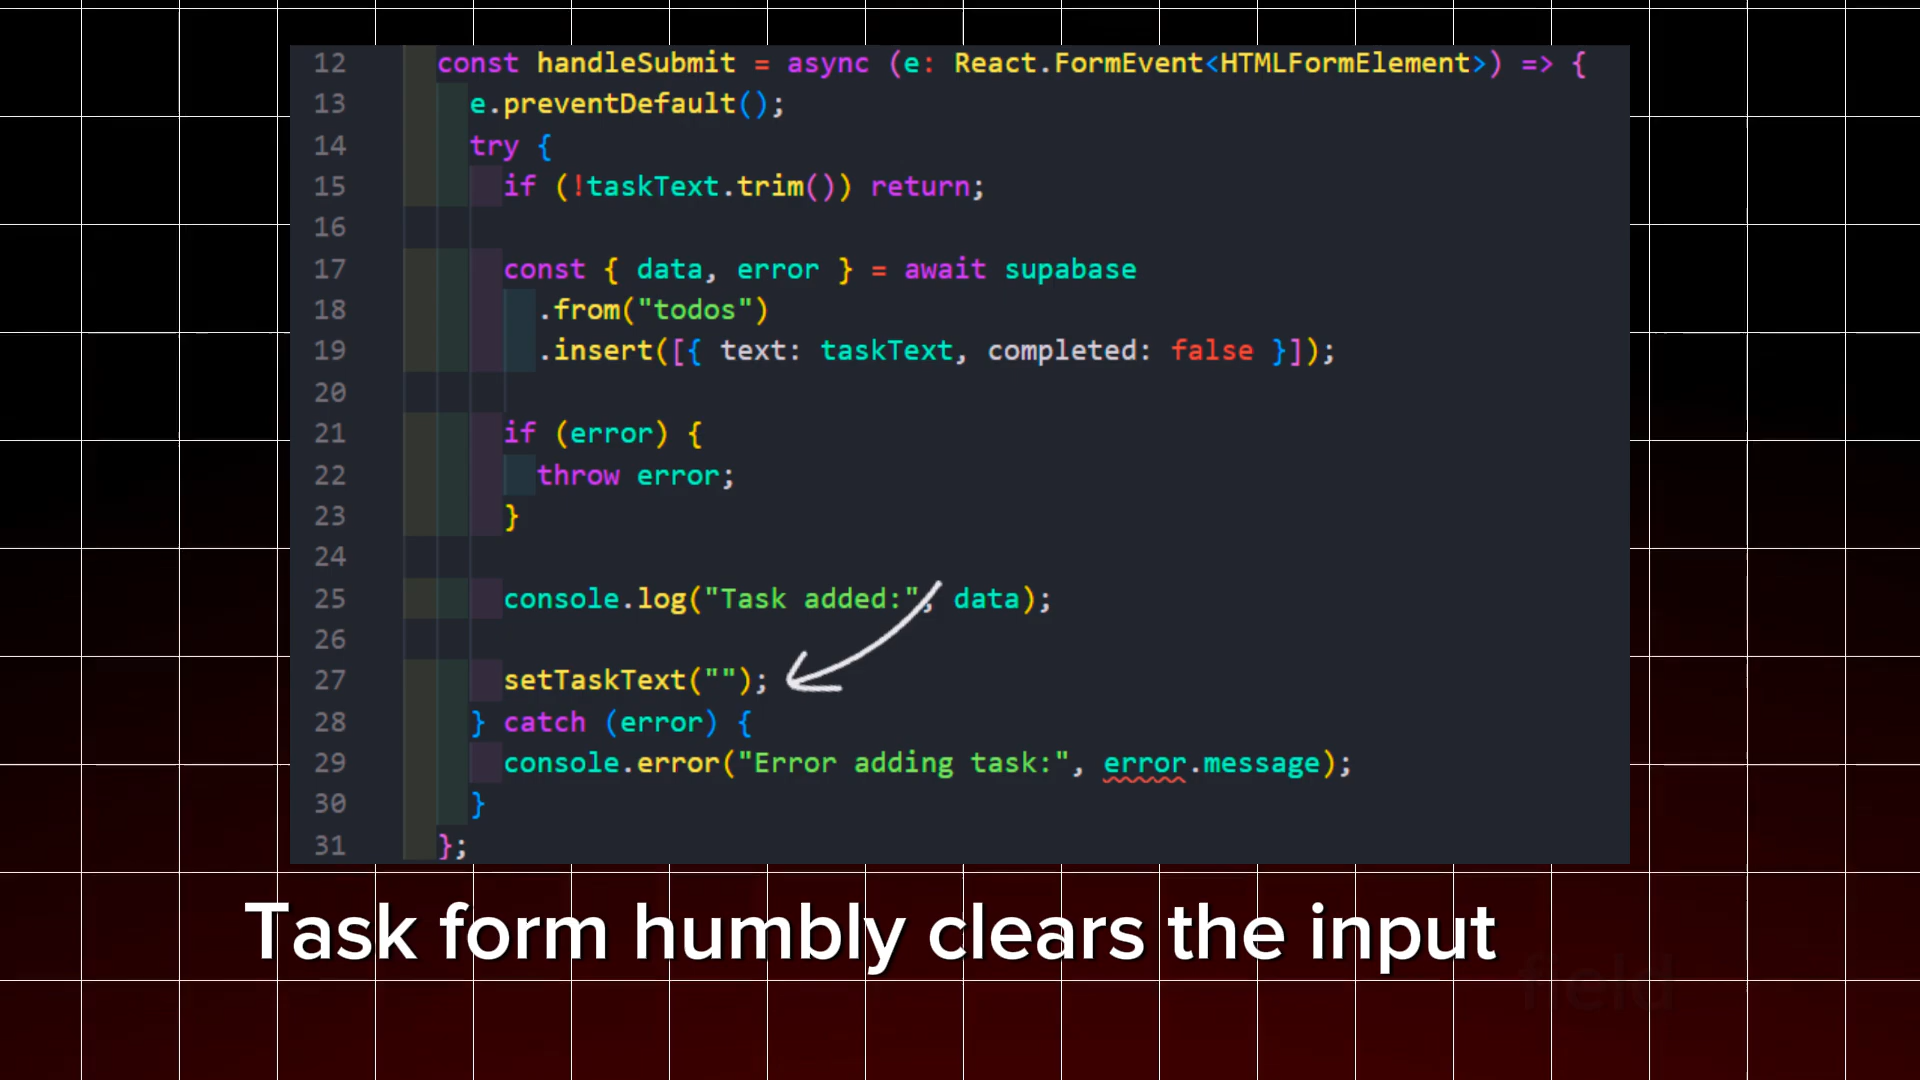 12 const handleSubmit = async (e: React.FormEvent<HTMLFormElement>) => {
13 e.preventDefault();
14 try {
15 if (!taskText.trim()) return;
16
17 const { data, error } = await supabase
18 .from("todos")
19 .insert([{ text: taskText, completed: false }]);
20
21 if (error) {
22 throw error;
23 }
24
25 console.log("Task added:", data);
26
27 setTaskText("");
28 } catch (error) {
29 console.error("Error adding task:", error.message);
30 }
31 };
Task form humbly clears the input
field